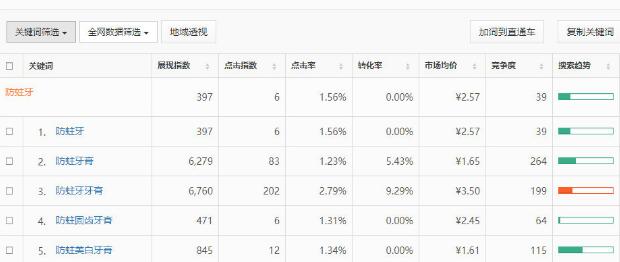 关键词筛选 全网数据筛选 地域透视 加词到直通车 复制关键词
关键词 展现指数 点击指数 点击率 转化率 市场均价 竞争度 搜索趋势
防蛀牙 397 6 1.56% 0.00% ¥2.57 39
1. 防蛀牙 397 6 1.56% 0.00% ¥2.57 39
2. 防蛀牙膏 6,279 83 1.23% 5.43% ¥1.65 264
3. 防蛀牙牙膏 6,760 202 2.79% 9.29% ¥3.50 199
4. 防蛀固齿牙膏 471 6 1.31% 0.00% ¥2.45 64
5. 防蛀美白牙膏 845 12 1.34% 0.00% ¥1.61 115